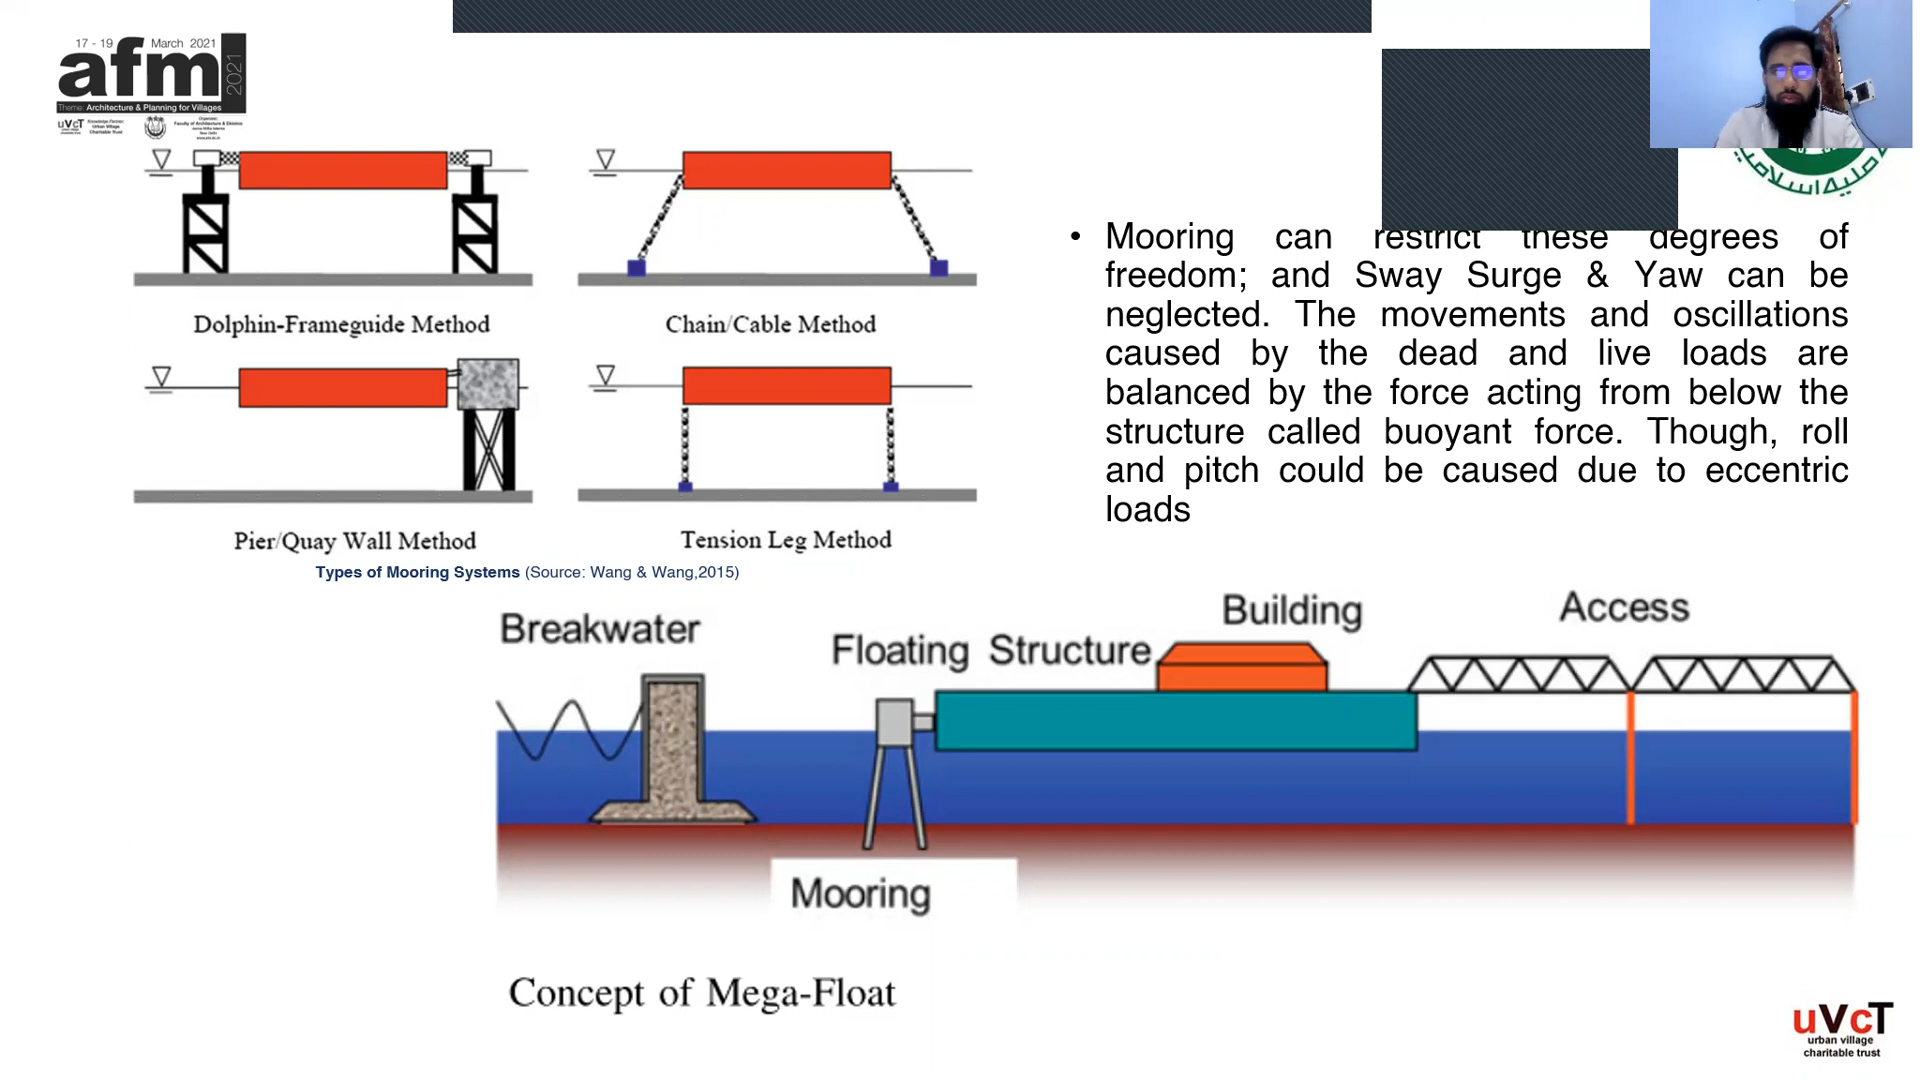 17 - 19 March 2021
afm
2021
Theme: Architecture & Planning for Villages
uVcT
Knowledge Partner:
Urban Village
Charitable Trust
Organizer:
Faculty of Architecture & Ekistics
Jamia Millia Islamia
New Delhi
Dolphin-Frameguide Method
Chain/Cable Method
Pier/Quay Wall Method
Tension Leg Method
Types of Mooring Systems (Source: Wang & Wang,2015)
• Mooring can restrict these degrees of
freedom; and Sway Surge & Yaw can be
neglected. The movements and oscillations
caused by the dead and live loads are
balanced by the force acting from below the
structure called buoyant force. Though, roll
and pitch could be caused due to eccentric
loads
Breakwater
Floating Structure
Building
Access
Mooring
Concept of Mega-Float
uVcT
urban village
charitable trust